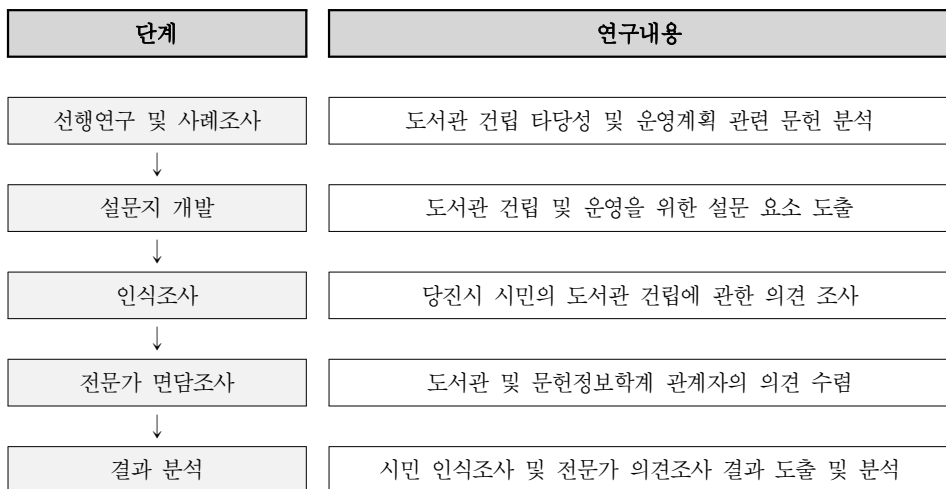 단계 연구내용
선행연구 및 사례조사 도서관 건립 타당성 및 운영계획 관련 문헌 분석
↓
설문지 개발 도서관 건립 및 운영을 위한 설문 요소 도출
↓
인식조사 당진시 시민의 도서관 건립에 관한 의견 조사
↓
전문가 면담조사 도서관 및 문헌정보학계 관계자의 의견 수렴
↓
결과 분석 시민 인식조사 및 전문가 의견조사 결과 도출 및 분석